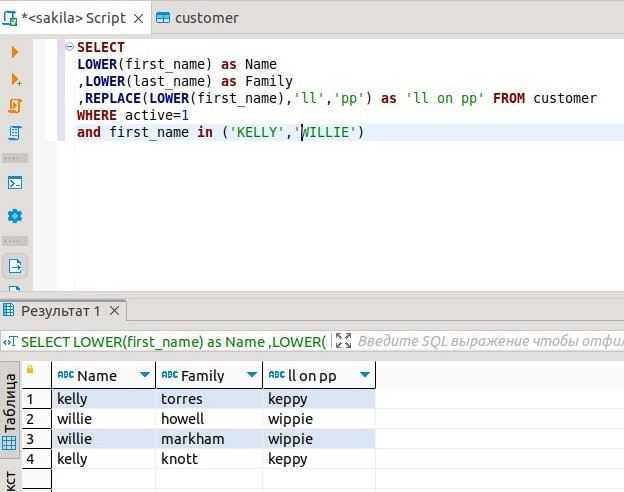 *<sakila> Script
customer
SELECT
LOWER(first_name) as Name
,LOWER(last_name) as Family
,REPLACE(LOWER(first_name),'ll','pp') as 'll on pp' FROM customer
WHERE active=1
and first_name in ('KELLY','WILLIE')
Результат 1
SELECT LOWER(first_name) as Name ,LOWER(
Введите SQL выражение чтобы
Таблица
ABC Name ABC Family ABC ll on pp
1 kelly torres keppy
2 willie howell wippie
3 willie markham wippie
4 kelly knott keppy